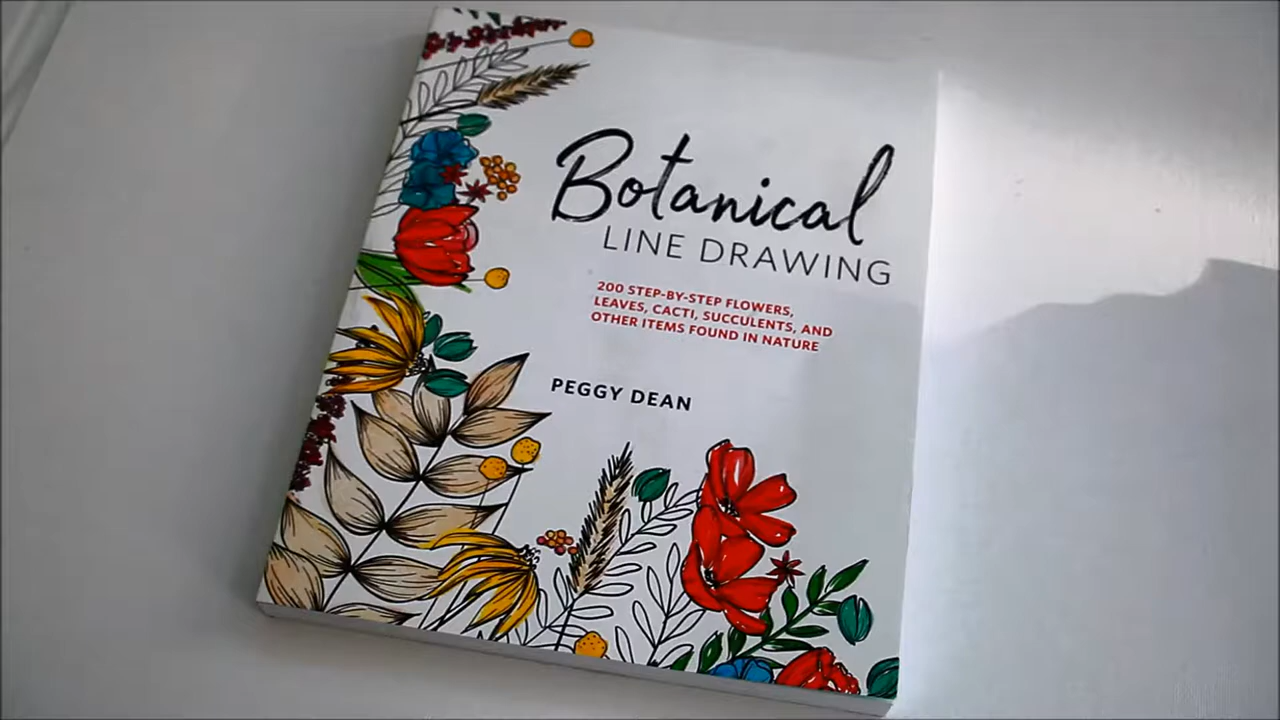 Botanical
LINE DRAWING
200 STEP-BY-STEP FLOWERS,
LEAVES, CACTI, SUCCULENTS, AND
OTHER ITEMS FOUND IN NATURE
PEGGY DEAN